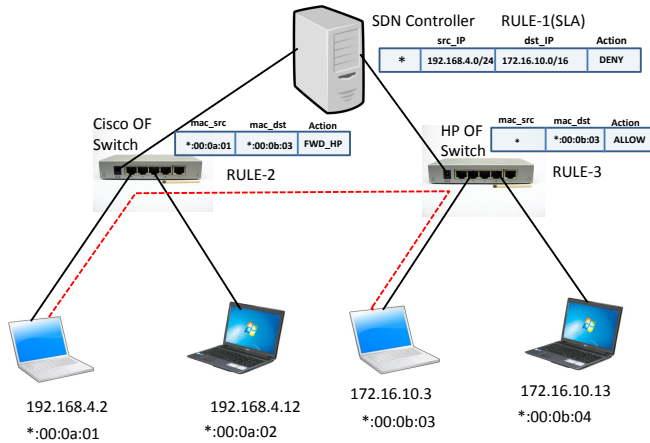 SDN Controller RULE-1(SLA)
src_IP dst_IP Action
* 192.168.4.0/24 172.16.10.0/16 DENY
Cisco OF
Switch
mac_src mac_dst Action
*:00:0a:01 *:00:0b:03 FWD_HP
RULE-2
HP OF
Switch
mac_src mac_dst Action
* *:00:0b:03 ALLOW
RULE-3
192.168.4.2
*:00:0a:01
192.168.4.12
*:00:0a:02
172.16.10.3
*:00:0b:03
172.16.10.13
*:00:0b:04